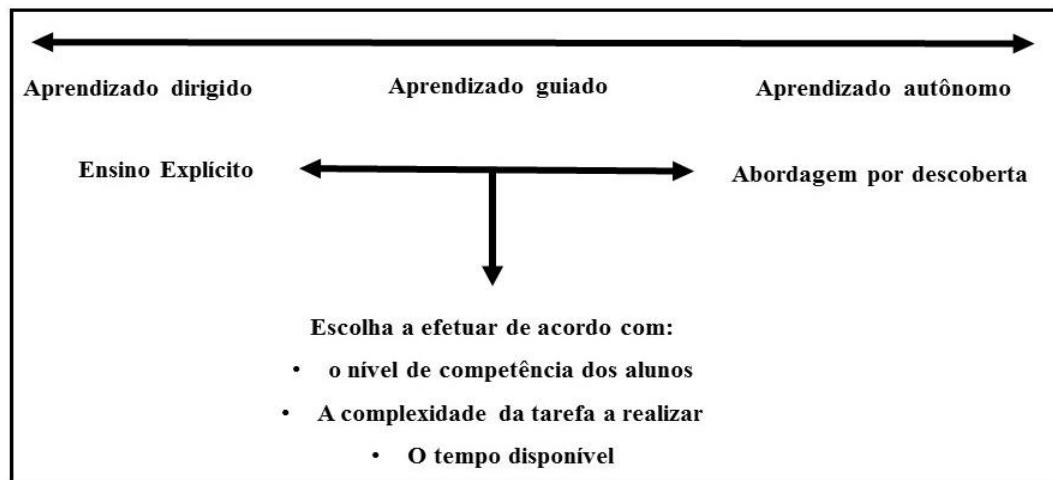 Aprendizado dirigido Aprendizado guiado Aprendizado autônomo
Ensino Explícito Abordagem por descoberta
Escolha a efetuar de acordo com:
• o nível de competência dos alunos
• A complexidade da tarefa a realizar
• O tempo disponível